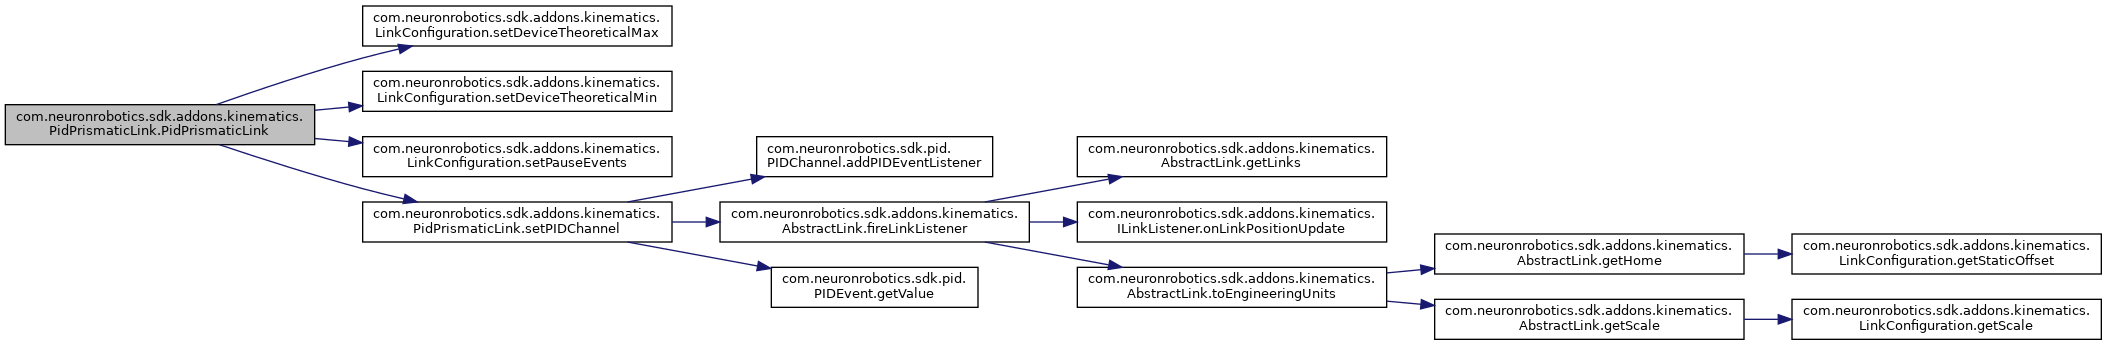 com.neuronrobotics.sdk.addons.kinematics.
PidPrismaticLink.PidPrismaticLink
com.neuronrobotics.sdk.addons.kinematics.
LinkConfiguration.setDeviceTheoreticalMax
com.neuronrobotics.sdk.addons.kinematics.
LinkConfiguration.setDeviceTheoreticalMin
com.neuronrobotics.sdk.addons.kinematics.
LinkConfiguration.setPauseEvents
com.neuronrobotics.sdk.addons.kinematics.
PidPrismaticLink.setPIDChannel
com.neuronrobotics.sdk.pid.
PIDChannel.addPIDEventListener
com.neuronrobotics.sdk.addons.kinematics.
AbstractLink.fireLinkListener
com.neuronrobotics.sdk.pid.
PIDEvent.getValue
com.neuronrobotics.sdk.addons.kinematics.
AbstractLink.getLinks
com.neuronrobotics.sdk.addons.kinematics.
ILinkListener.onLinkPositionUpdate
com.neuronrobotics.sdk.addons.kinematics.
AbstractLink.toEngineeringUnits
com.neuronrobotics.sdk.addons.kinematics.
AbstractLink.getHome
com.neuronrobotics.sdk.addons.kinematics.
LinkConfiguration.getStaticOffset
com.neuronrobotics.sdk.addons.kinematics.
AbstractLink.getScale
com.neuronrobotics.sdk.addons.kinematics.
LinkConfiguration.getScale